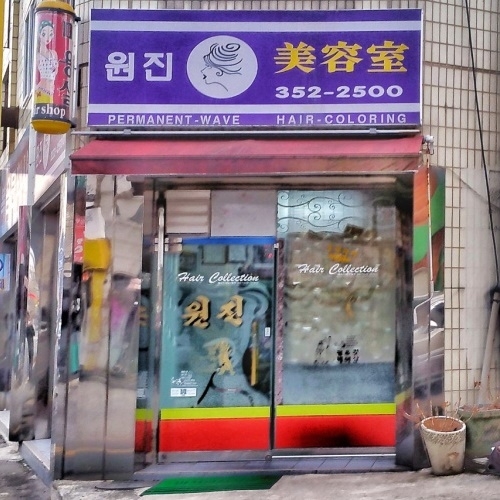 원진 美容室
352-2500
PERMANENT-WAVE HAIR-COLORING
Hair Collection
Hair Collection
원진